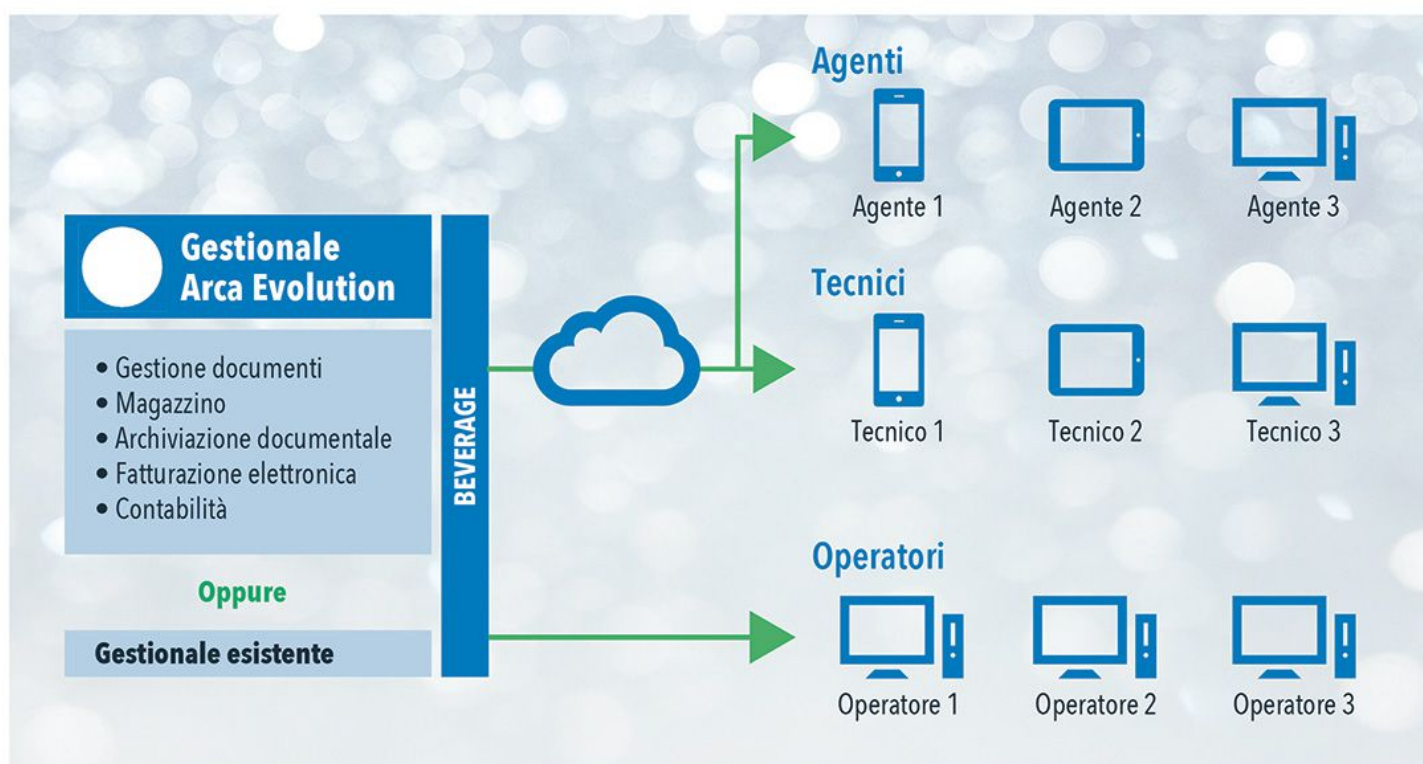 Gestionale
Arca Evolution
• Gestione documenti
• Magazzino
• Archiviazione documentale
• Fatturazione elettronica
• Contabilità
Oppure
Gestionale esistente
BEVERAGE
Agenti
Agente 1
Agente 2
Agente 3
Tecnici
Tecnico 1
Tecnico 2
Tecnico 3
Operatori
Operatore 1
Operatore 2
Operatore 3